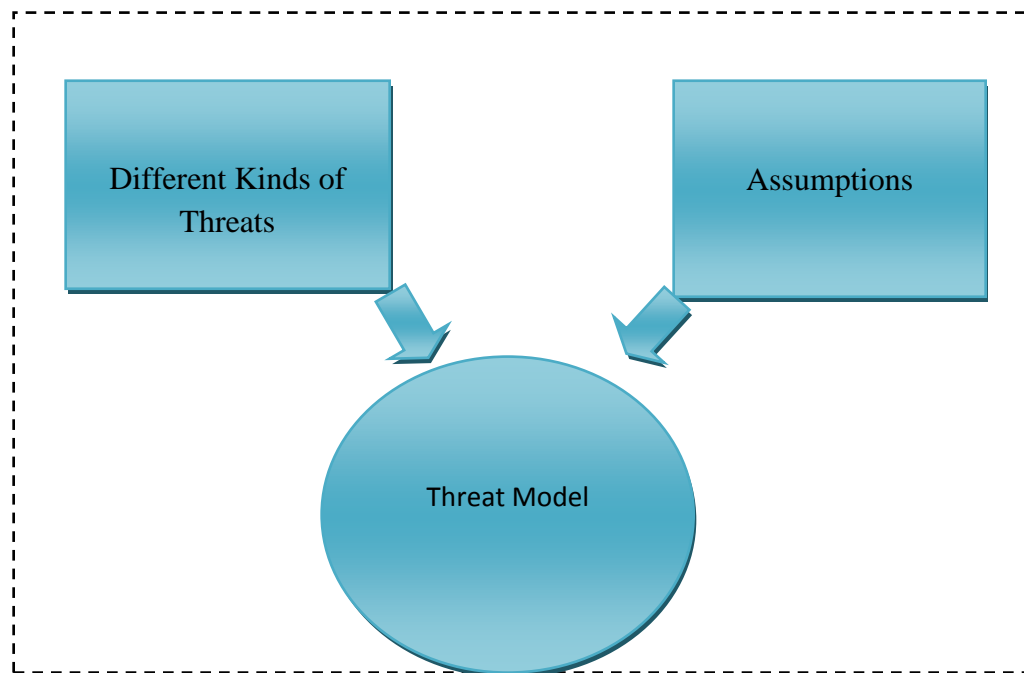 Different Kinds of
Threats
Assumptions
Threat Model